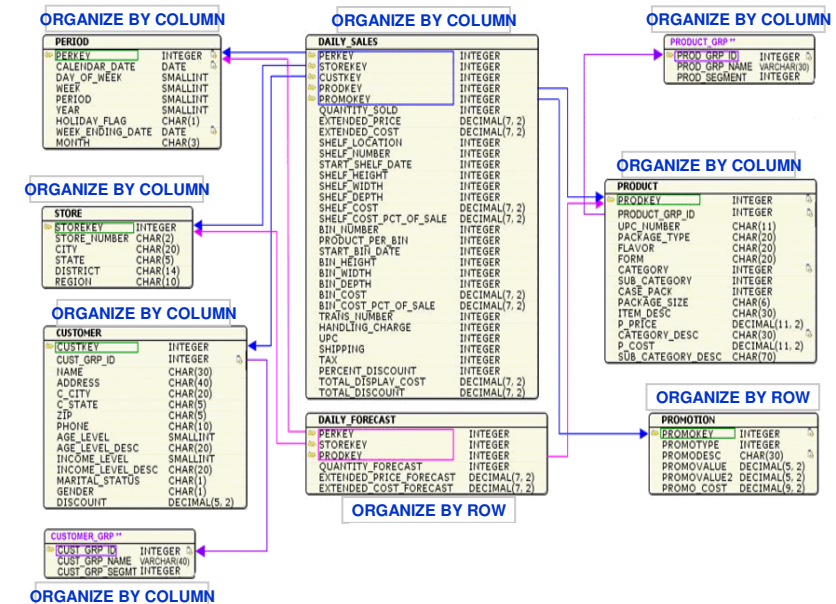 ORGANIZE BY COLUMN
PERIOD
PERKEY INTEGER
CALENDAR_DATE DATE
DAY_OF_WEEK SMALLINT
WEEK SMALLINT
PERIOD SMALLINT
YEAR SMALLINT
HOLIDAY_FLAG CHAR(1)
WEEK_ENDING_DATE DATE
MONTH CHAR(3)
ORGANIZE BY COLUMN
STORE
STOREKEY INTEGER
STORE_NUMBER CHAR(2)
CITY CHAR(20)
STATE CHAR(5)
DISTRICT CHAR(14)
REGION CHAR(10)
ORGANIZE BY COLUMN
CUSTOMER
CUSTKEY INTEGER
CUST_GRP_ID INTEGER
NAME CHAR(30)
ADDRESS CHAR(40)
C_CITY CHAR(20)
C_STATE CHAR(5)
ZIP CHAR(5)
PHONE CHAR(10)
AGE_LEVEL SMALLINT
AGE_LEVEL_DESC CHAR(20)
INCOME_LEVEL SMALLINT
INCOME_LEVEL_DESC CHAR(20)
MARITAL_STATUS CHAR(1)
GENDER CHAR(1)
DISCOUNT DECIMAL(5, 2)
CUSTOMER_GRP **
CUST_GRP_ID INTEGER
CUST_GRP_NAME VARCHAR(40)
CUST_GRP_SEGMT INTEGER
ORGANIZE BY COLUMN
ORGANIZE BY COLUMN
DAILY_SALES
PERKEY INTEGER
STOREKEY INTEGER
CUSTKEY INTEGER
PRODKEY INTEGER
PROMOKEY INTEGER
QUANTITY_SOLD INTEGER
EXTENDED_PRICE DECIMAL(7, 2)
EXTENDED_COST DECIMAL(7, 2)
SHELF_LOCATION INTEGER
SHELF_NUMBER INTEGER
START_SHELF_DATE INTEGER
SHELF_HEIGHT INTEGER
SHELF_WIDTH INTEGER
SHELF_DEPTH INTEGER
SHELF_COST DECIMAL(7, 2)
SHELF_COST_PCT_OF_SALE DECIMAL(7, 2)
BIN_NUMBER INTEGER
PRODUCT_PER_BIN INTEGER
START_BIN_DATE INTEGER
BIN_HEIGHT INTEGER
BIN_WIDTH INTEGER
BIN_DEPTH INTEGER
BIN_COST DECIMAL(7, 2)
BIN_COST_PCT_OF_SALE DECIMAL(7, 2)
TRANS_NUMBER INTEGER
HANDLING_CHARGE INTEGER
UPC INTEGER
SHIPPING INTEGER
TAX INTEGER
PERCENT_DISCOUNT INTEGER
TOTAL_DISPLAY_COST DECIMAL(7, 2)
TOTAL_DISCOUNT DECIMAL(7, 2)
DAILY_FORECAST
PERKEY INTEGER
STOREKEY INTEGER
PRODKEY INTEGER
QUANTITY_FORECAST INTEGER
EXTENDED_PRICE_FORECAST DECIMAL(7, 2)
EXTENDED_COST_FORECAST DECIMAL(7, 2)
ORGANIZE BY ROW
ORGANIZE BY COLUMN
PRODUCT_GRP **
PROD_GRP_ID INTEGER
PROD_GRP_NAME VARCHAR(30)
PROD_SEGMENT INTEGER
ORGANIZE BY COLUMN
PRODUCT
PRODKEY INTEGER
PRODUCT_GRP_ID INTEGER
UPC_NUMBER CHAR(11)
PACKAGE_TYPE CHAR(20)
FLAVOR CHAR(20)
FORM CHAR(20)
CATEGORY INTEGER
SUB_CATEGORY INTEGER
CASE_PACK INTEGER
PACKAGE_SIZE CHAR(6)
ITEM_DESC CHAR(30)
P_PRICE DECIMAL(11, 2)
CATEGORY_DESC CHAR(30)
P_COST DECIMAL(11, 2)
SUB_CATEGORY_DESC CHAR(70)
ORGANIZE BY ROW
PROMOTION
PROMOKEY INTEGER
PROMOTYPE INTEGER
PROMODESC CHAR(30)
PROMOVALUE DECIMAL(5, 2)
PROMOVALUE2 DECIMAL(5, 2)
PROMO_COST DECIMAL(9, 2)